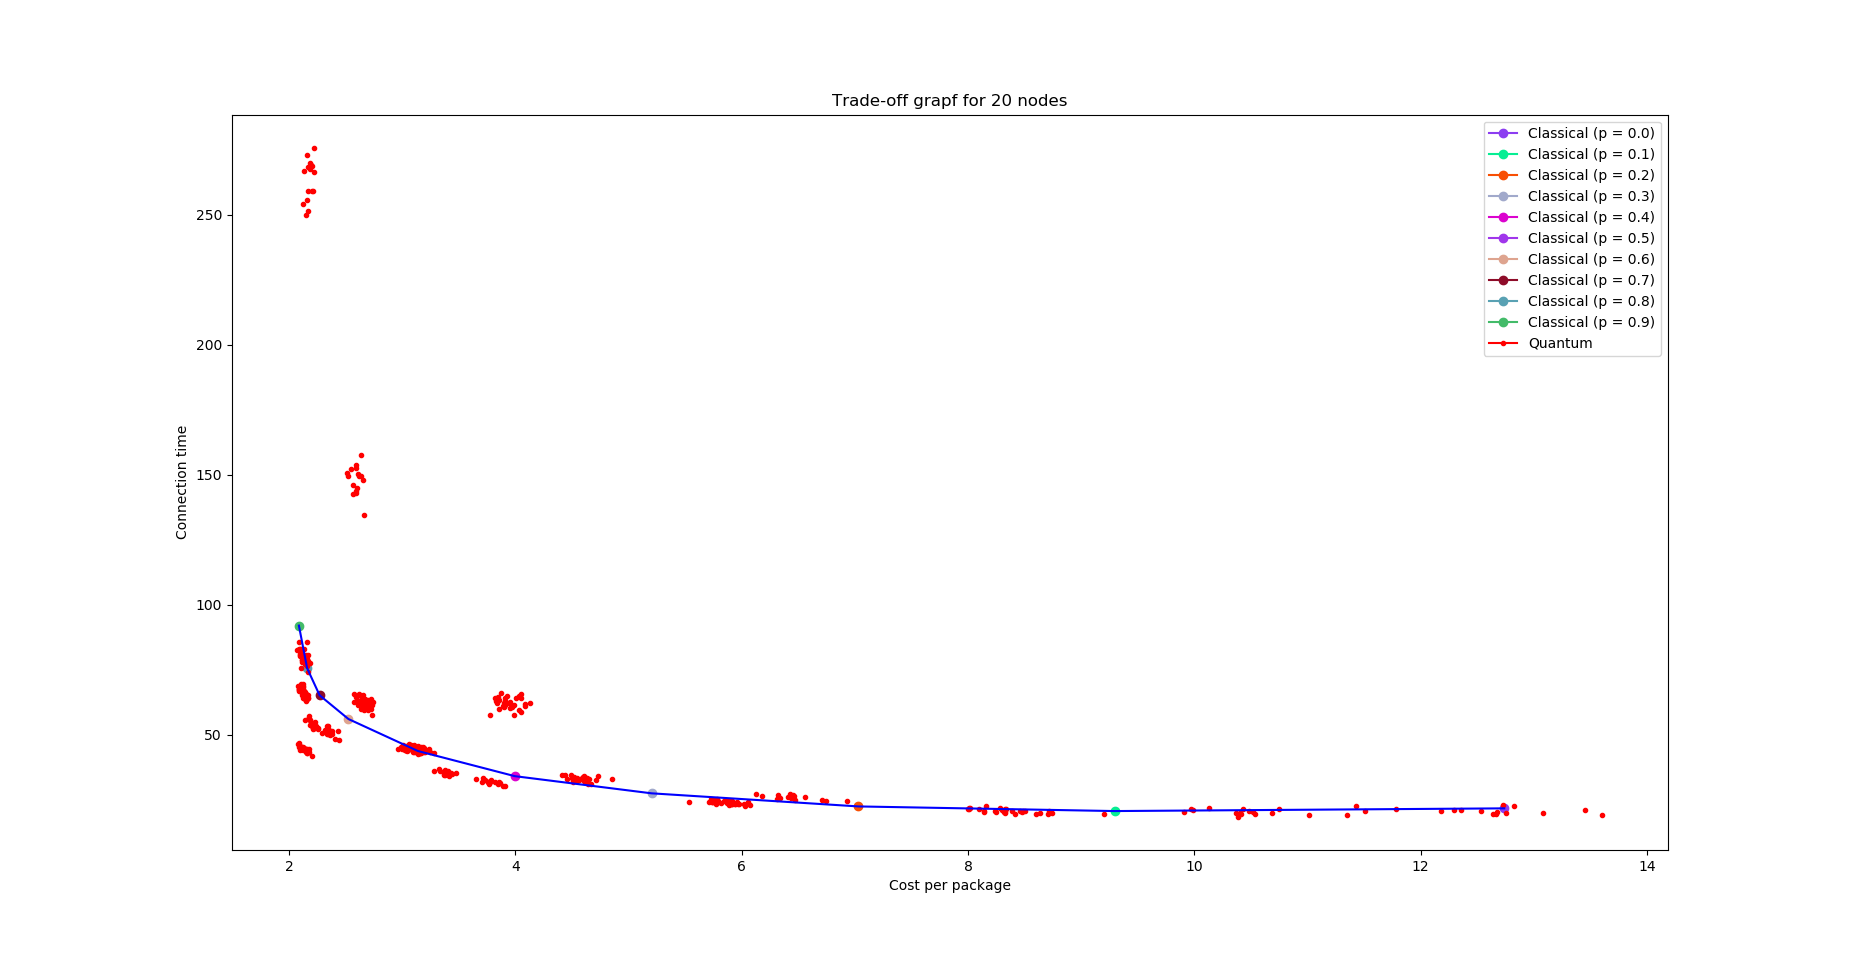 Trade-off grapf for 20 nodes
Classical (p = 0.0)
Classical (p = 0.1)
Classical (p = 0.2)
Classical (p = 0.3)
Classical (p = 0.4)
Classical (p = 0.5)
Classical (p = 0.6)
Classical (p = 0.7)
Classical (p = 0.8)
Classical (p = 0.9)
Quantum
Connection time
250
200
150
100
50
2 4 6 8 10 12 14
Cost per package